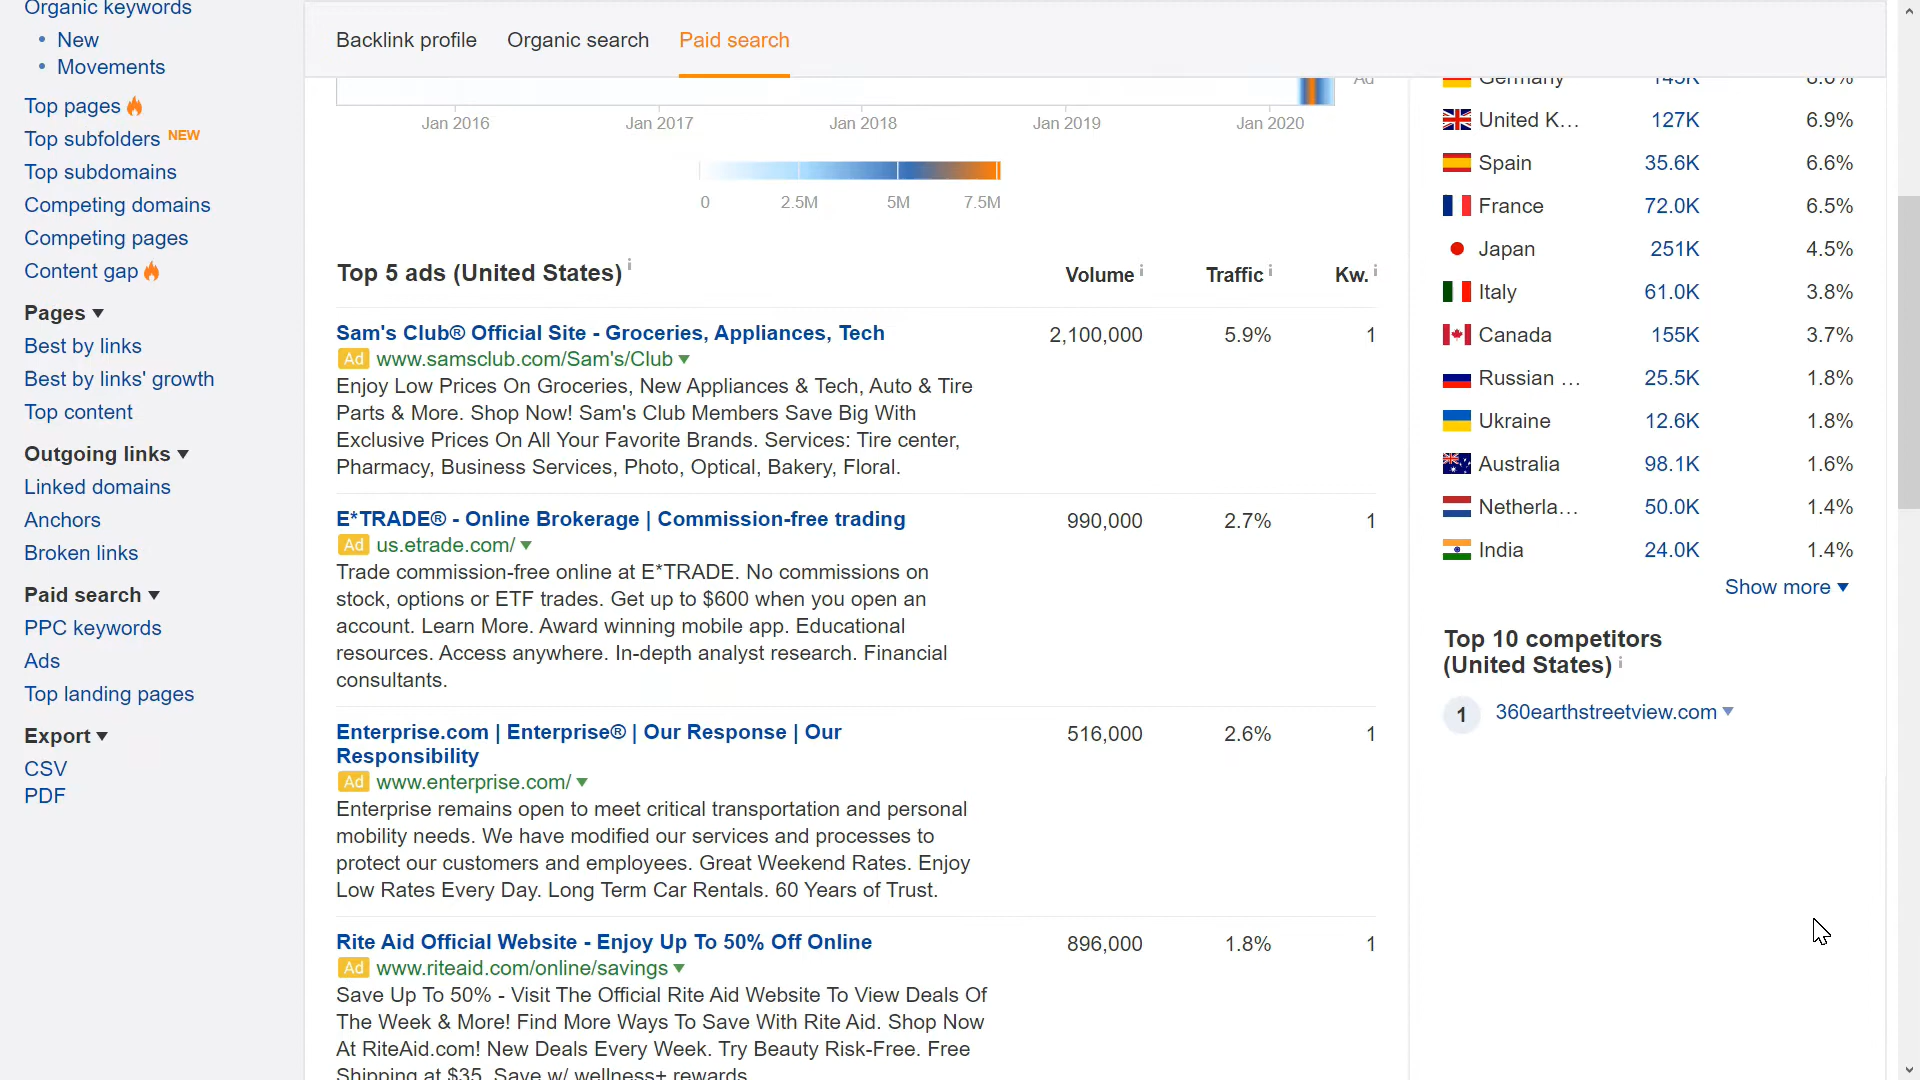 Organic keywords
New
Movements
Top pages
Top subfolders NEW
Top subdomains
Competing domains
Competing pages
Content gap
Pages
Best by links
Best by links' growth
Top content
Outgoing links
Linked domains
Anchors
Broken links
Paid search
PPC keywords
Ads
Top landing pages
Export
CSV
PDF
Backlink profile Organic search Paid search
Ad
Jan 2016 Jan 2017 Jan 2018 Jan 2019 Jan 2020
0 2.5M 5M 7.5M
Top 5 ads (United States) i Volume i Traffic i Kw. i
Sam's Club® Official Site - Groceries, Appliances, Tech 2,100,000 5.9% 1
Ad www.samsclub.com/Sam's/Club
Enjoy Low Prices On Groceries, New Appliances & Tech, Auto & Tire
Parts & More. Shop Now! Sam's Club Members Save Big With
Exclusive Prices On All Your Favorite Brands. Services: Tire center,
Pharmacy, Business Services, Photo, Optical, Bakery, Floral.
E*TRADE® - Online Brokerage | Commission-free trading 990,000 2.7% 1
Ad us.etrade.com/
Trade commission-free online at E*TRADE. No commissions on
stock, options or ETF trades. Get up to $600 when you open an
account. Learn More. Award winning mobile app. Educational
resources. Access anywhere. In-depth analyst research. Financial
consultants.
Enterprise.com | Enterprise® | Our Response | Our 516,000 2.6% 1
Responsibility
Ad www.enterprise.com/
Enterprise remains open to meet critical transportation and personal
mobility needs. We have modified our services and processes to
protect our customers and employees. Great Weekend Rates. Enjoy
Low Rates Every Day. Long Term Car Rentals. 60 Years of Trust.
Rite Aid Official Website - Enjoy Up To 50% Off Online 896,000 1.8% 1
Ad www.riteaid.com/online/savings
Save Up To 50% - Visit The Official Rite Aid Website To View Deals Of
The Week & More! Find More Ways To Save With Rite Aid. Shop Now
At RiteAid.com! New Deals Every Week. Try Beauty Risk-Free. Free
Shipping at $35. Save w/ wellness+ rewards
Germany
United K... 127K 6.9%
Spain 35.6K 6.6%
France 72.0K 6.5%
Japan 251K 4.5%
Italy 61.0K 3.8%
Canada 155K 3.7%
Russian ... 25.5K 1.8%
Ukraine 12.6K 1.8%
Australia 98.1K 1.6%
Netherla... 50.0K 1.4%
India 24.0K 1.4%
Show more
Top 10 competitors
(United States) i
1 360earthstreetview.com